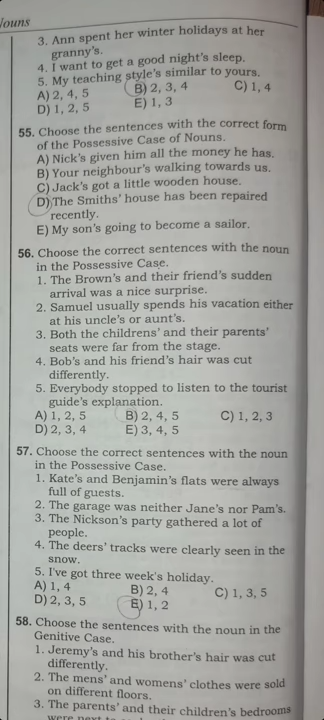 Nouns
3. Ann spent her winter holidays at her
granny's.
4. I want to get a good night's sleep.
5. My teaching style's similar to yours.
A) 2, 4, 5 B) 2, 3, 4 C) 1, 4
D) 1, 2, 5 E) 1, 3
55. Choose the sentences with the correct form
of the Possessive Case of Nouns.
A) Nick's given him all the money he has.
B) Your neighbour's walking towards us.
C) Jack's got a little wooden house.
D) The Smiths' house has been repaired
recently.
E) My son's going to become a sailor.
56. Choose the correct sentences with the noun
in the Possessive Case.
1. The Brown's and their friend's sudden
arrival was a nice surprise.
2. Samuel usually spends his vacation either
at his uncle's or aunt's.
3. Both the childrens' and their parents'
seats were far from the stage.
4. Bob's and his friend's hair was cut
differently.
5. Everybody stopped to listen to the tourist
guide's explanation.
A) 1, 2, 5 B) 2, 4, 5 C) 1, 2, 3
D) 2, 3, 4 E) 3, 4, 5
57. Choose the correct sentences with the noun
in the Possessive Case.
1. Kate's and Benjamin's flats were always
full of guests.
2. The garage was neither Jane's nor Pam's.
3. The Nickson's party gathered a lot of
people.
4. The deers' tracks were clearly seen in the
snow.
5. I've got three week's holiday.
A) 1, 4 B) 2, 4 C) 1, 3, 5
D) 2, 3, 5 E) 1, 2
58. Choose the sentences with the noun in the
Genitive Case.
1. Jeremy's and his brother's hair was cut
differently.
2. The mens' and womens' clothes were sold
on different floors.
3. The parents' and their children's bedrooms
were next to